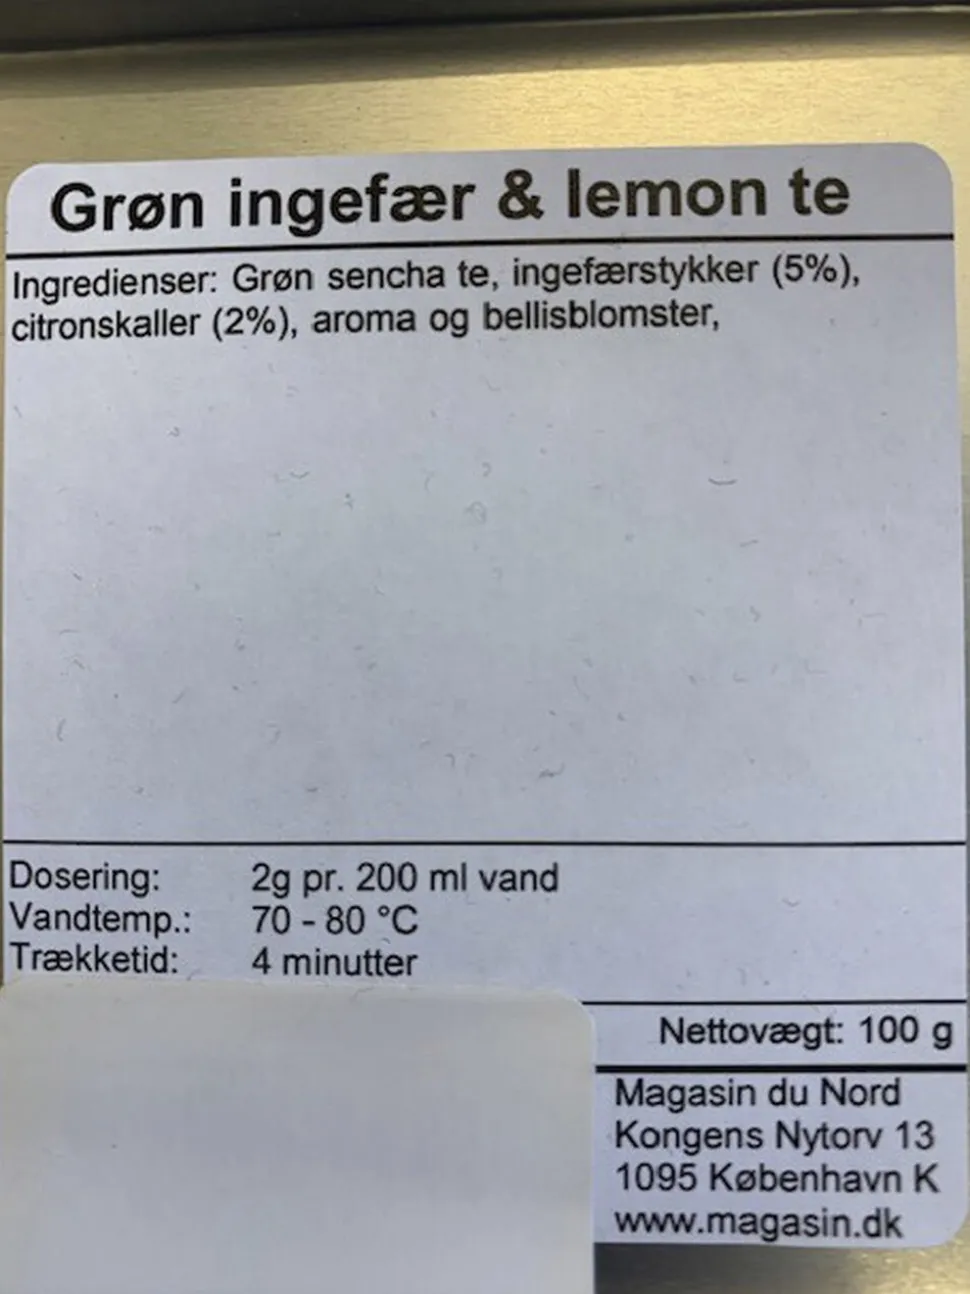 Grøn ingefær & lemon te
Ingredienser: Grøn sencha te, ingefærstykker (5%),
citronskaller (2%), aroma og bellisblomster,
Dosering: 2g pr. 200 ml vand
Vandtemp.: 70 - 80 °C
Trækketid: 4 minutter
Nettovægt: 100 g
Magasin du Nord
Kongens Nytorv 13
1095 København K
www.magasin.dk